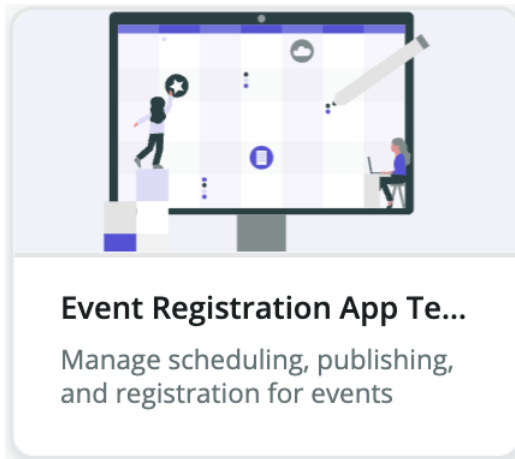 Event Registration App Te...
Manage scheduling, publishing,
and registration for events